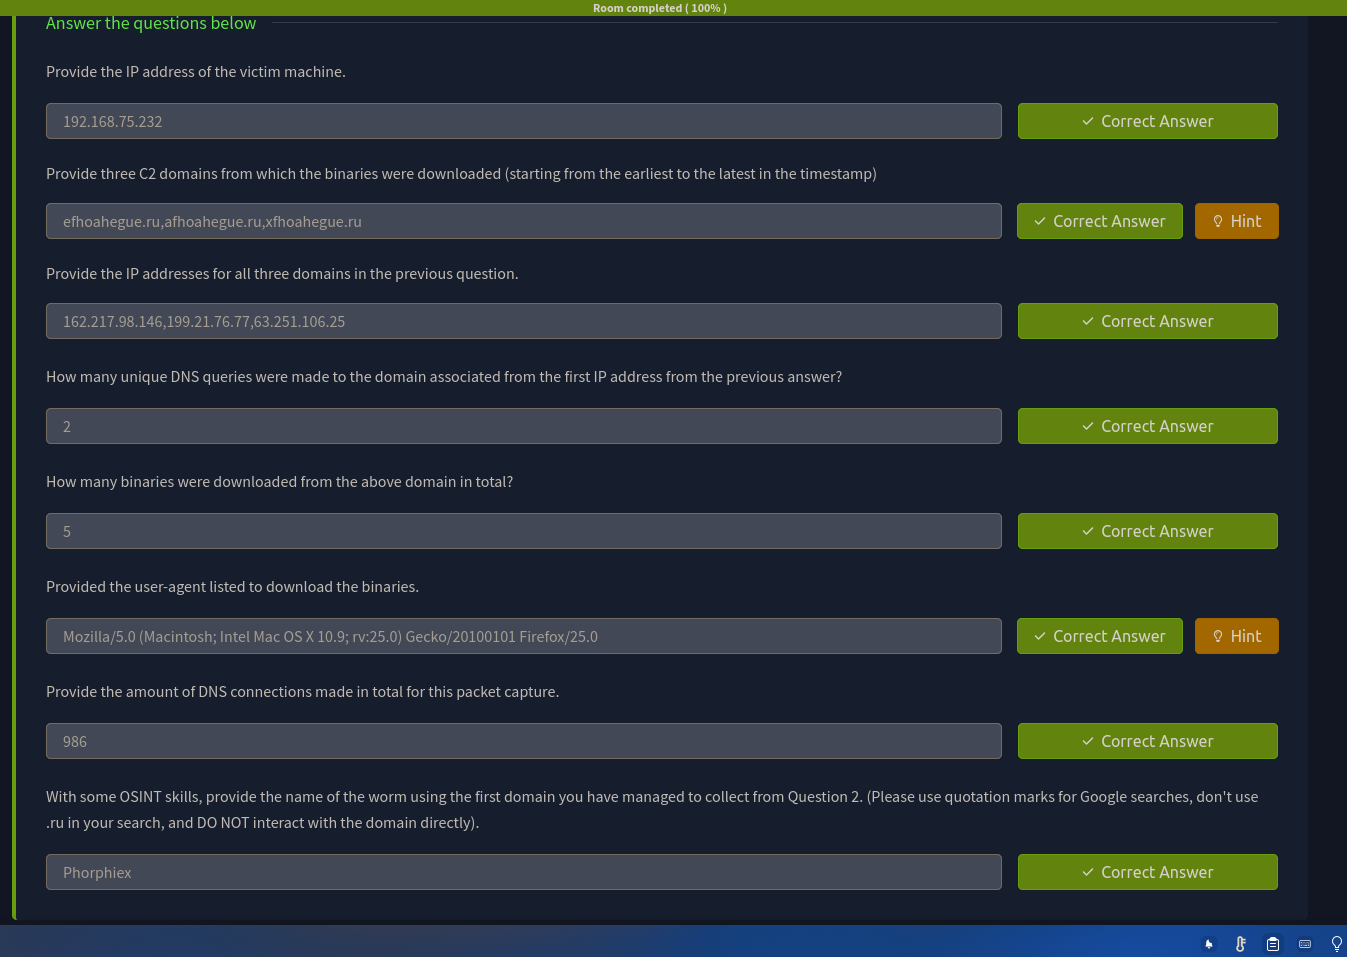 Room completed ( 100% )
Answer the questions below
Provide the IP address of the victim machine.
192.168.75.232
Correct Answer
Provide three C2 domains from which the binaries were downloaded (starting from the earliest to the latest in the timestamp)
efhoahegue.ru,afhoahegue.ru,xfhoahegue.ru
Correct Answer
Hint
Provide the IP addresses for all three domains in the previous question.
162.217.98.146,199.21.76.77,63.251.106.25
Correct Answer
How many unique DNS queries were made to the domain associated from the first IP address from the previous answer?
2
Correct Answer
How many binaries were downloaded from the above domain in total?
5
Correct Answer
Provided the user-agent listed to download the binaries.
Mozilla/5.0 (Macintosh; Intel Mac OS X 10.9; rv:25.0) Gecko/20100101 Firefox/25.0
Correct Answer
Hint
Provide the amount of DNS connections made in total for this packet capture.
986
Correct Answer
With some OSINT skills, provide the name of the worm using the first domain you have managed to collect from Question 2. (Please use quotation marks for Google searches, don't use
.ru in your search, and DO NOT interact with the domain directly).
Phorphiex
Correct Answer